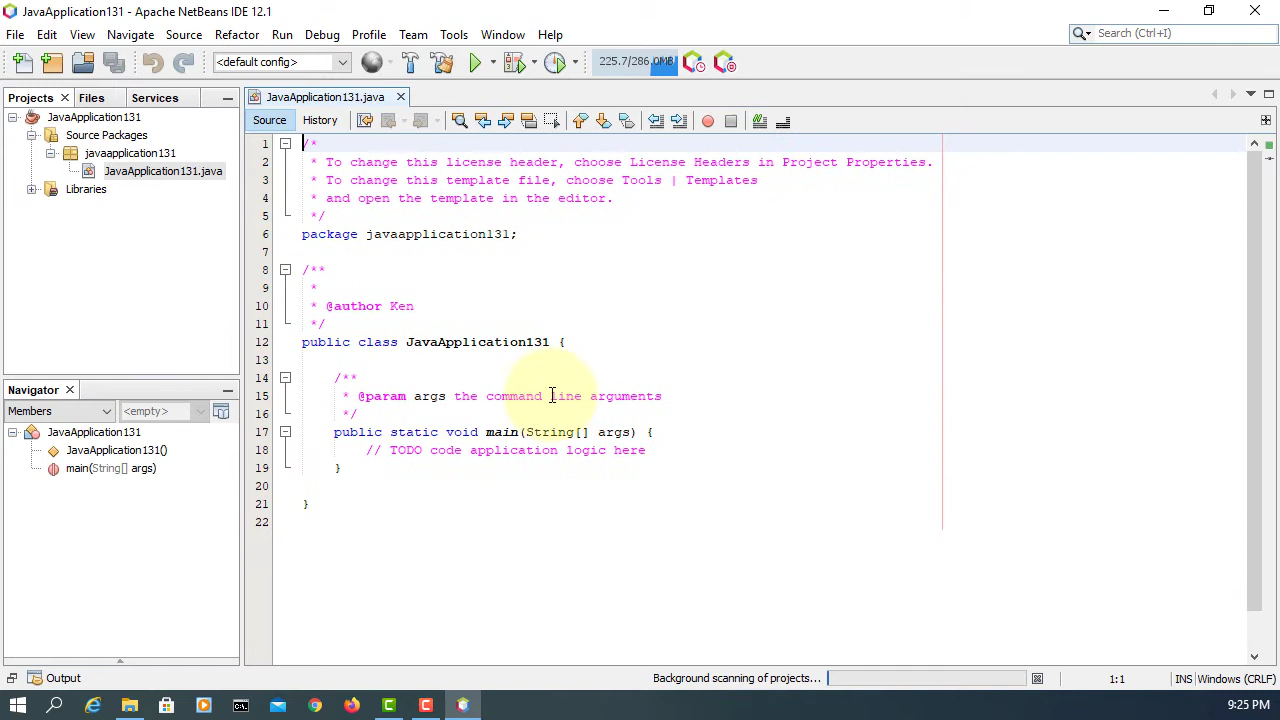 JavaApplication131 - Apache NetBeans IDE 12.1
File Edit View Navigate Source Refactor Run Debug Profile Team Tools Window Help
Search (Ctrl+I)
<default config>
225.7/286.0MB
Projects Files Services
JavaApplication131
Source Packages
javaapplication131
JavaApplication131.java
Libraries
JavaApplication131.java
Source History
1 /*
2 * To change this license header, choose License Headers in Project Properties.
3 * To change this template file, choose Tools | Templates
4 * and open the template in the editor.
5 */
6 package javaapplication131;
7
8 /**
9 *
10 * @author Ken
11 */
12 public class JavaApplication131 {
13
14 /**
15 * @param args the command line arguments
16 */
17 public static void main(String[] args) {
18 // TODO code application logic here
19 }
20
21 }
22
Navigator
Members <empty>
JavaApplication131
JavaApplication131()
main(String[] args)
Output
Background scanning of projects...
1:1
INS Windows (CRLF)
9:25 PM